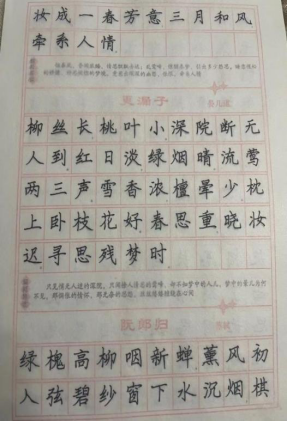 妆成一春芳意三月和风
牵系人情
更漏子
柳丝长桃叶小深院断无
人到红日淡绿烟晴流莺
两三声雪香浓檀晕少枕
上卧枝花好春思重晓妆
迟寻思残梦时
阮郎归
绿槐高柳咽新蝉薰风初
入弦碧纱窗下水沉烟棋